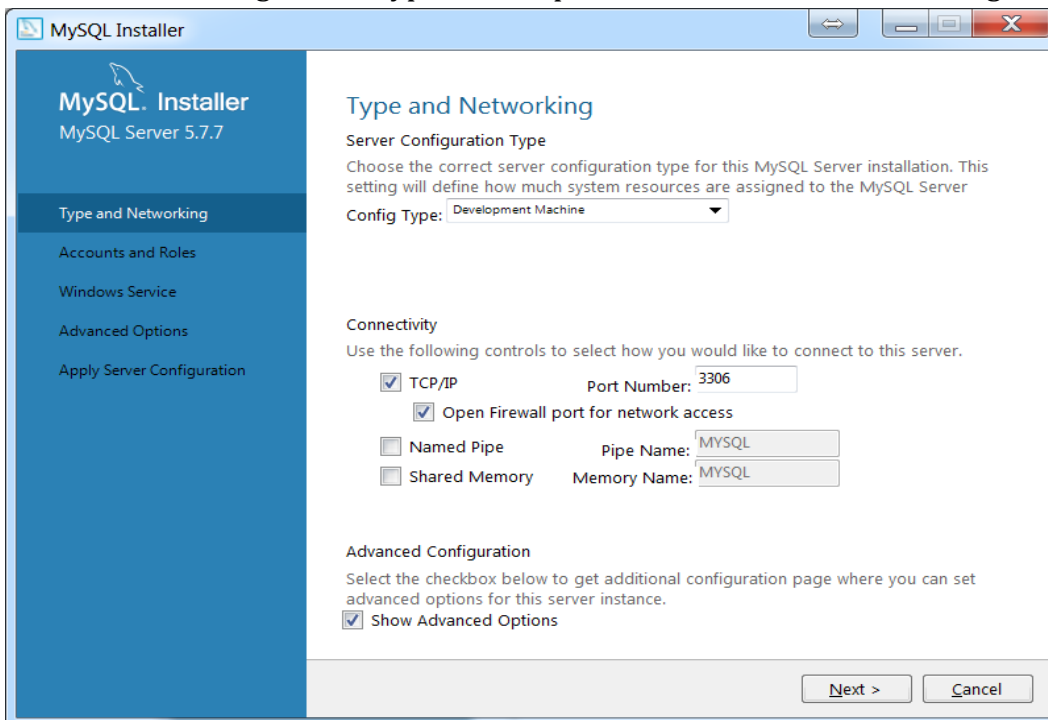 MySQL Installer
MySQL. Installer
MySQL Server 5.7.7
Type and Networking
Accounts and Roles
Windows Service
Advanced Options
Apply Server Configuration
Type and Networking
Server Configuration Type
Choose the correct server configuration type for this MySQL Server installation. This
setting will define how much system resources are assigned to the MySQL Server
Config Type: Development Machine
Connectivity
Use the following controls to select how you would like to connect to this server.
TCP/IP Port Number: 3306
Open Firewall port for network access
Named Pipe Pipe Name: MYSQL
Shared Memory Memory Name: MYSQL
Advanced Configuration
Select the checkbox below to get additional configuration page where you can set
advanced options for this server instance.
Show Advanced Options
Next > Cancel